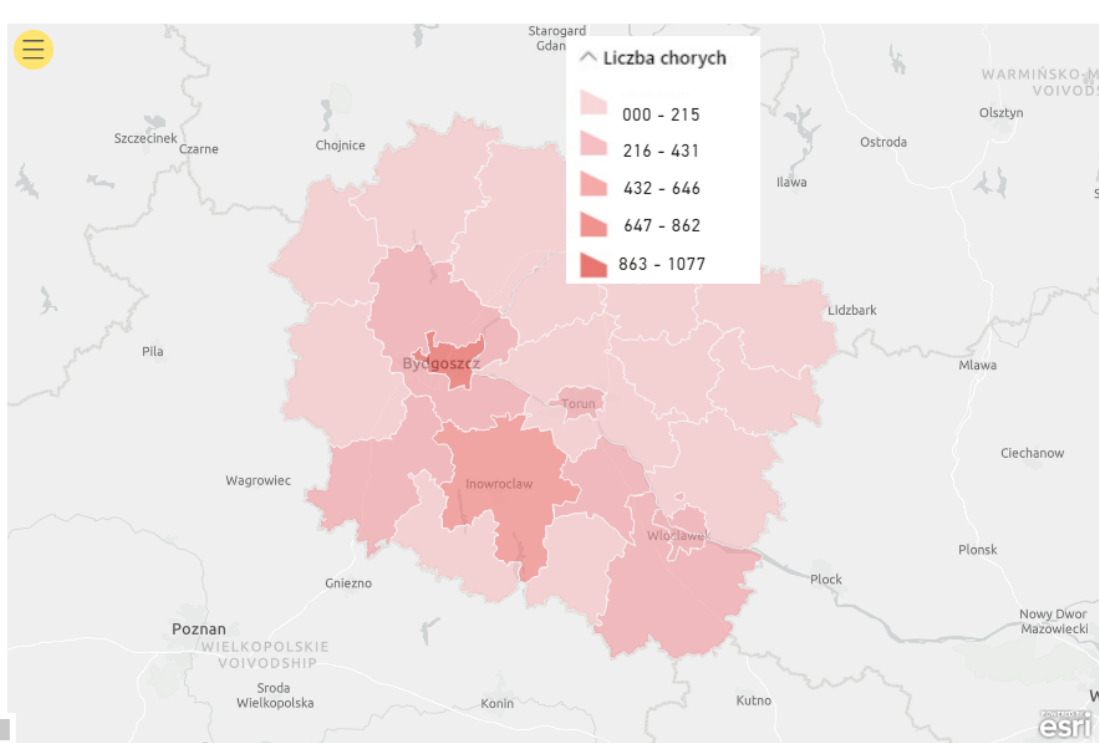 Starogard
Gdan
Liczba chorych
000 - 215
216 - 431
432 - 646
647 - 862
863 - 1077
WARMIŃSKO-M
VOIVODS
Olsztyn
Szczecinek
Czarne
Chojnice
Ostroda
Ilawa
Lidzbark
Pila
Bydgoszcz
Mlawa
Torun
Ciechanow
Wagrowiec
Inowroclaw
Wloclawek
Plonsk
Gniezno
Plock
Nowy Dwor
Mazowiecki
Poznan
WIELKOPOLSKIE
VOIVODSHIP
Sroda
Wielkopolska
Konin
Kutno
W
esri